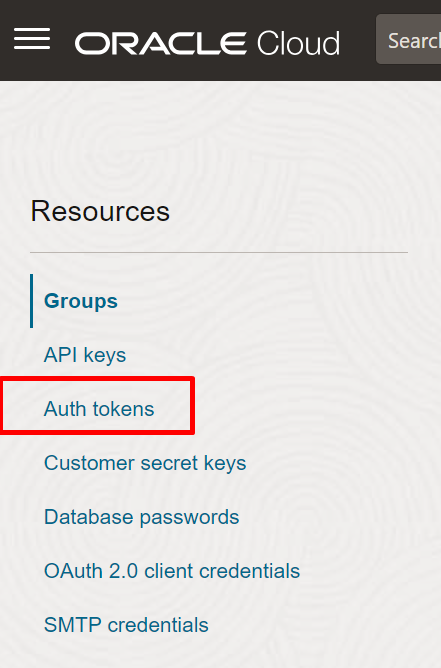 ORACLE Cloud
Search
Resources
Groups
API keys
Auth tokens
Customer secret keys
Database passwords
OAuth 2.0 client credentials
SMTP credentials